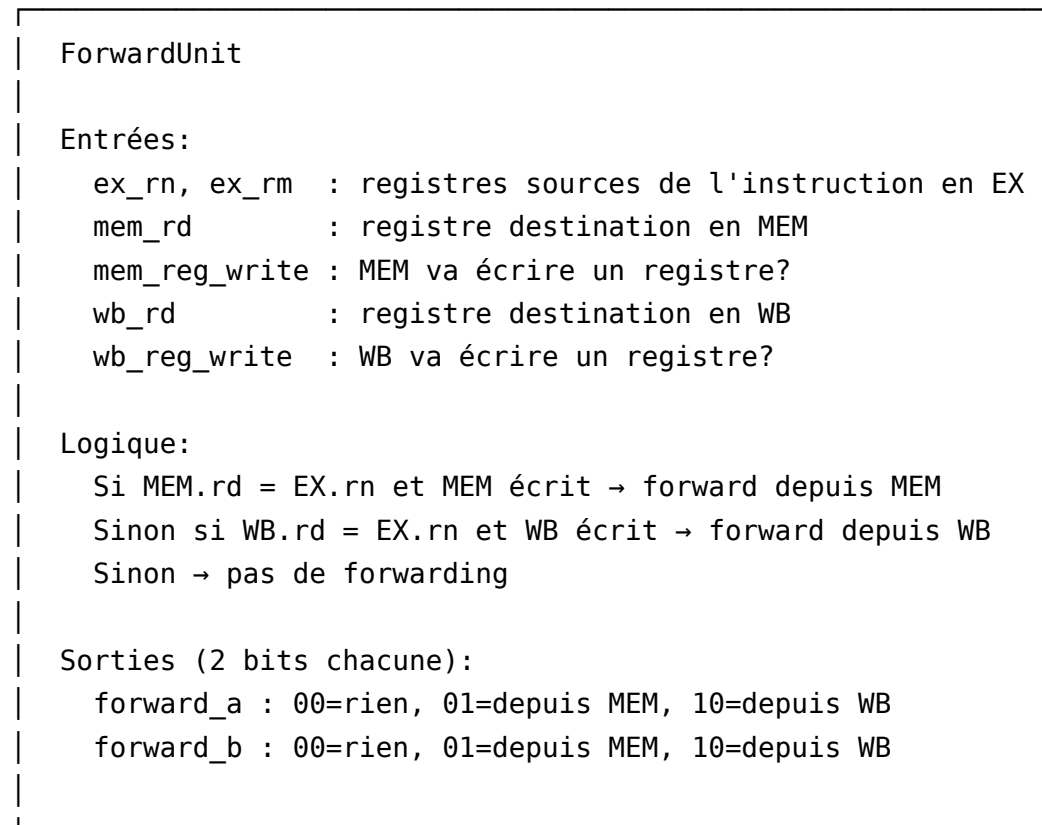 ForwardUnit
Entrées:
ex_rn, ex_rm  : registres sources de l'instruction en EX
mem_rd        : registre destination en MEM
mem_reg_write : MEM va écrire un registre?
wb_rd         : registre destination en WB
wb_reg_write  : WB va écrire un registre?
Logique:
Si MEM.rd = EX.rn et MEM écrit → forward depuis MEM
Sinon si WB.rd = EX.rn et WB écrit → forward depuis WB
Sinon → pas de forwarding
Sorties (2 bits chacune):
forward_a : 00=rien, 01=depuis MEM, 10=depuis WB
forward_b : 00=rien, 01=depuis MEM, 10=depuis WB